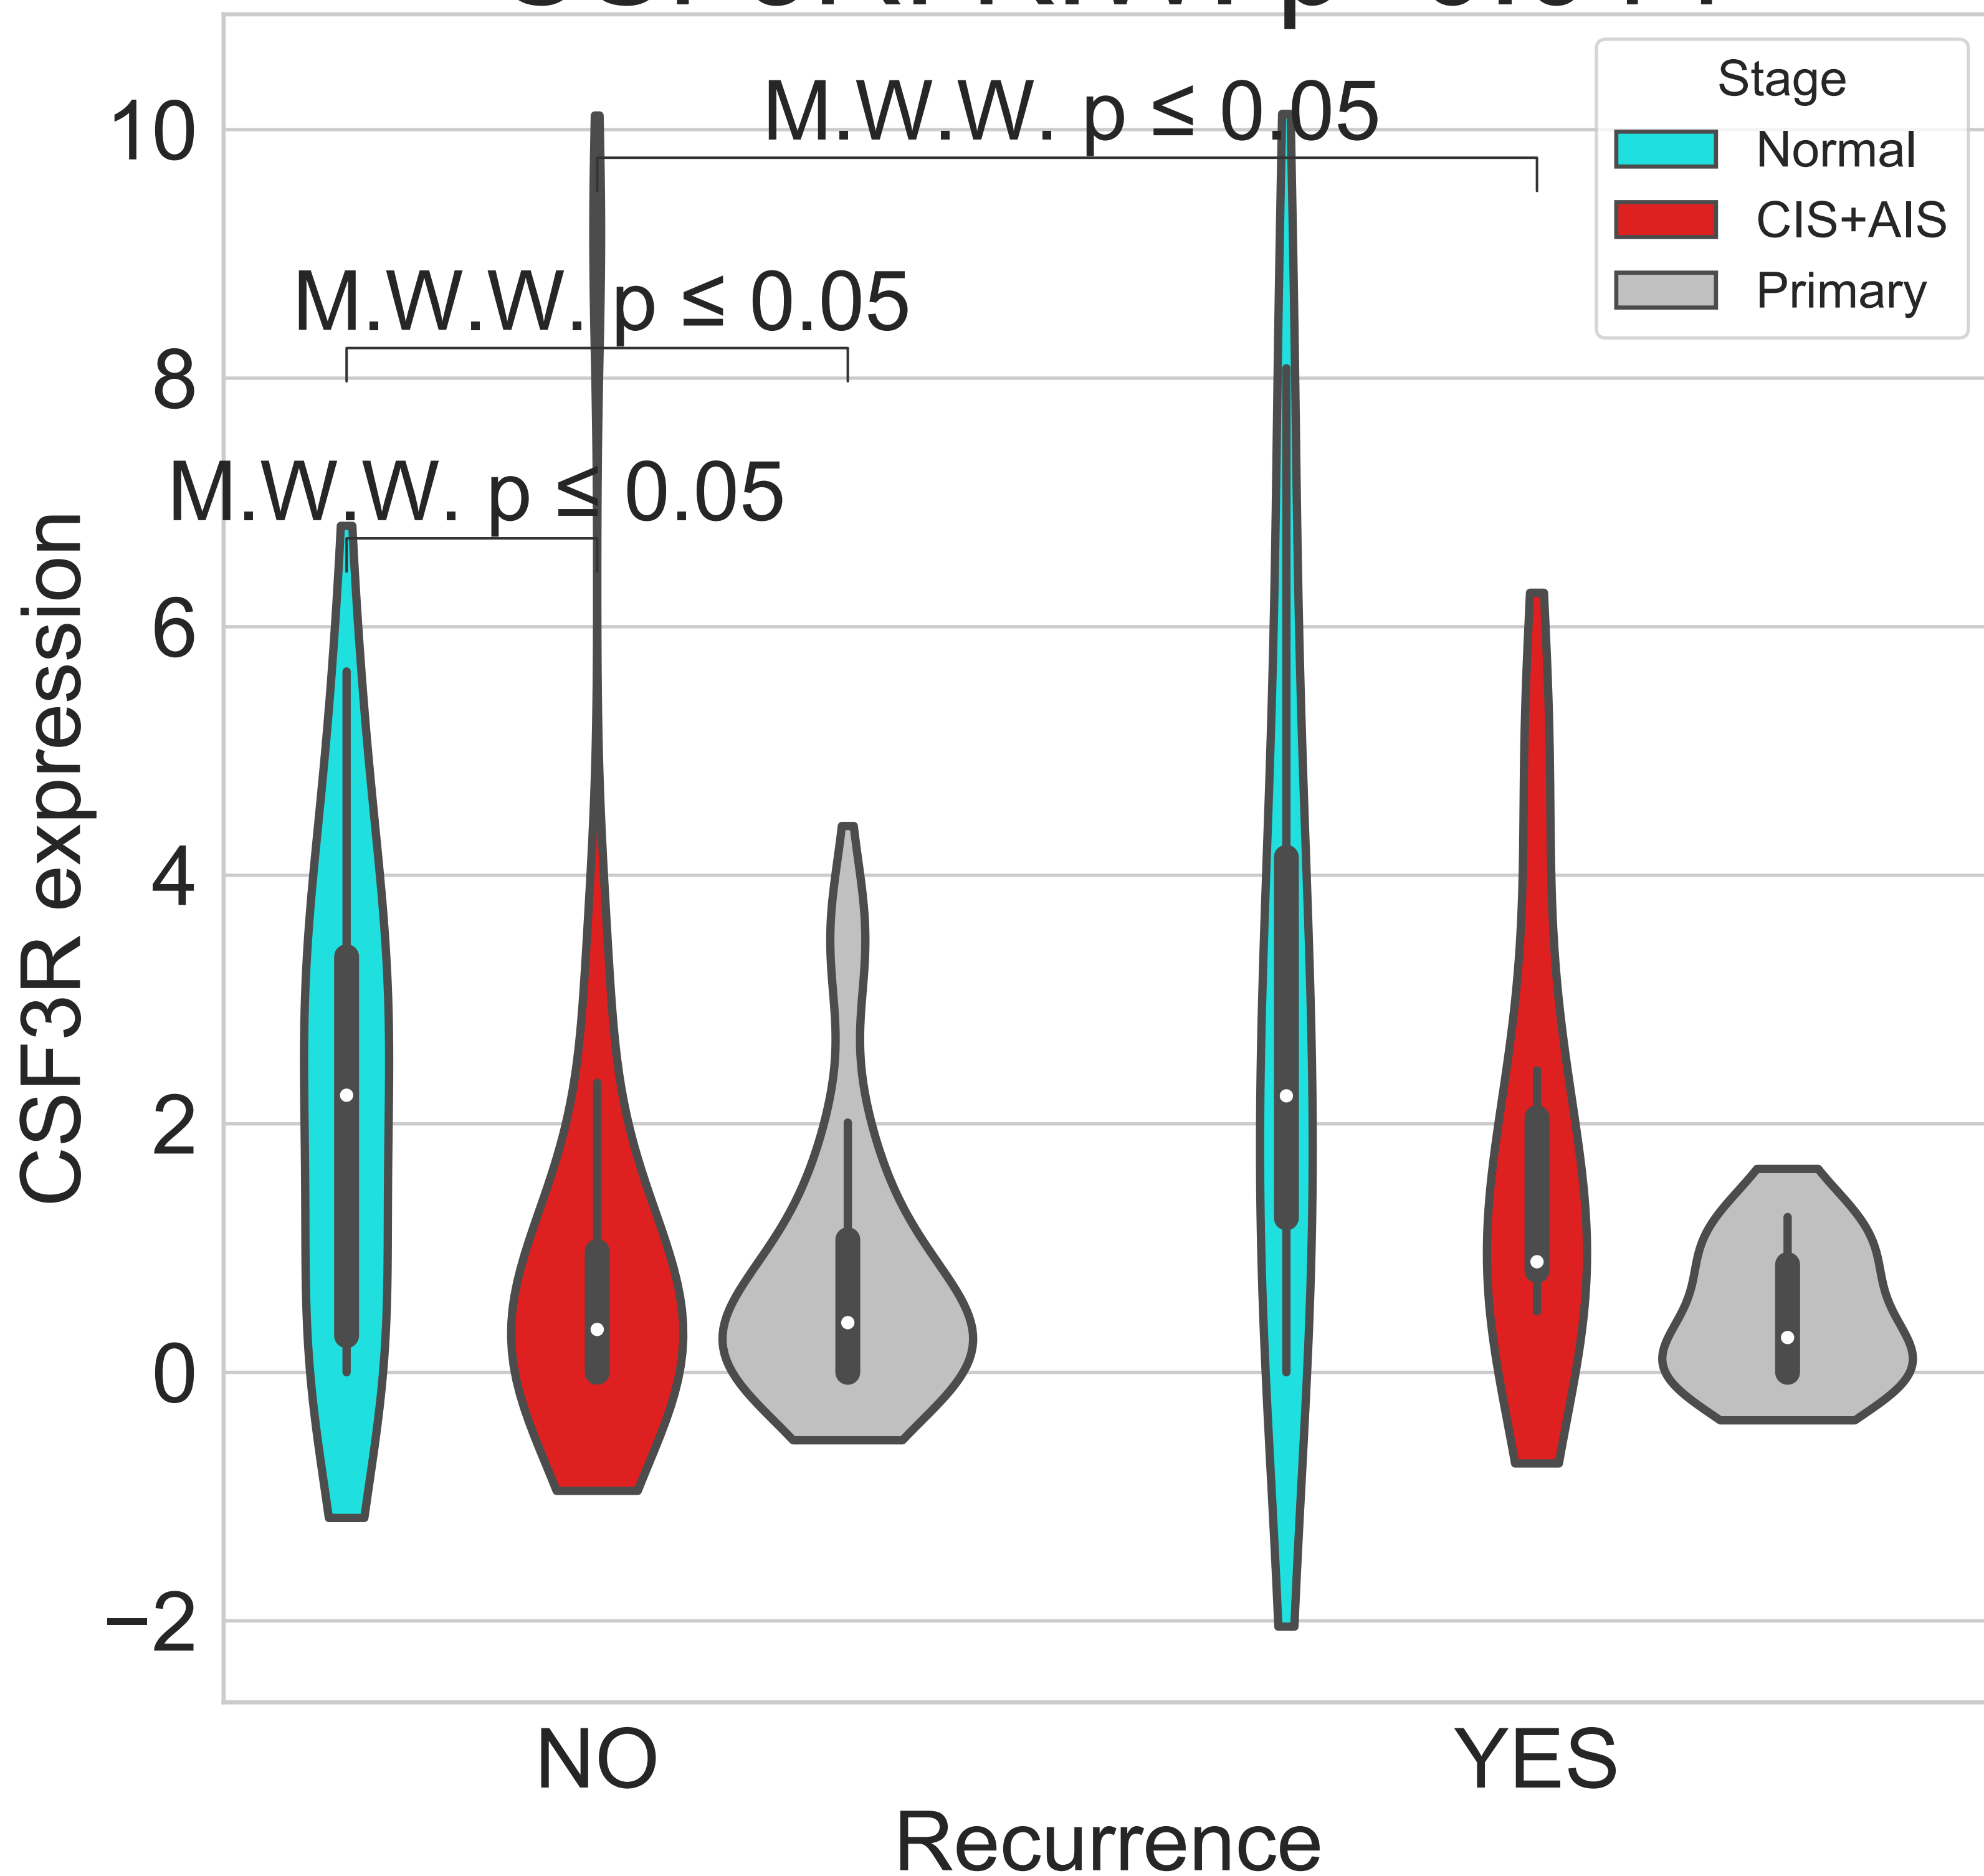 M.W.W. p ≤ 0.05
Stage
Normal
CIS+AIS
Primary
M.W.W. p ≤ 0.05
M.W.W. p ≤ 0.05
CSF3R expression
10
8
6
4
2
0
−2
NO
YES
Recurrence